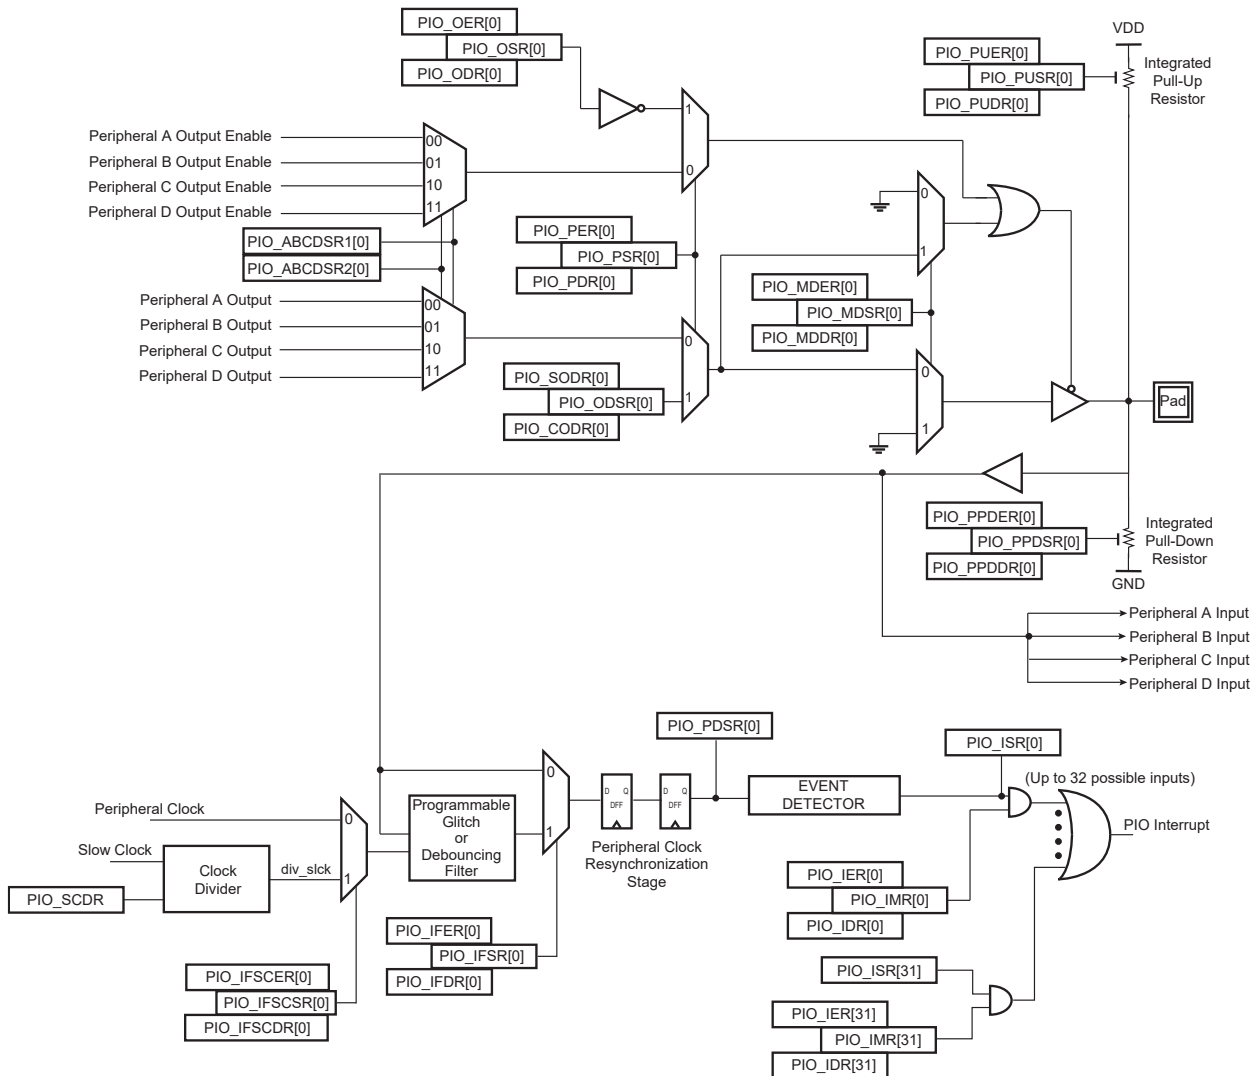 PIO_OER[0]
PIO_OSR[0]
PIO_ODR[0]
VDD
PIO_PUER[0]
PIO_PUSR[0]
PIO_PUDR[0]
Integrated
Pull-Up
Resistor
1
0
Peripheral A Output Enable
Peripheral B Output Enable
Peripheral C Output Enable
Peripheral D Output Enable
00
01
10
11
0
1
PIO_ABCDSR1[0]
PIO_ABCDSR2[0]
PIO_PER[0]
PIO_PSR[0]
PIO_PDR[0]
PIO_MDER[0]
PIO_MDSR[0]
PIO_MDDR[0]
Peripheral A Output
Peripheral B Output
Peripheral C Output
Peripheral D Output
00
01
10
11
0
1
PIO_SODR[0]
PIO_ODSR[0]
PIO_CODR[0]
0
1
Pad
PIO_PPDER[0]
PIO_PPDSR[0]
PIO_PPDDR[0]
Integrated
Pull-Down
Resistor
GND
Peripheral A Input
Peripheral B Input
Peripheral C Input
Peripheral D Input
PIO_PDSR[0]
PIO_ISR[0]
(Up to 32 possible inputs)
Peripheral Clock
Slow Clock
PIO_SCDR
Clock
Divider
div_slck
0
1
Programmable
Glitch
or
Debouncing
Filter
0
1
D
Q
DFF
D
Q
DFF
Peripheral Clock
Resynchronization
Stage
EVENT
DETECTOR
PIO Interrupt
PIO_IER[0]
PIO_IMR[0]
PIO_IDR[0]
PIO_IFER[0]
PIO_IFSR[0]
PIO_IFDR[0]
PIO_IFSCER[0]
PIO_IFSCSR[0]
PIO_IFSCDR[0]
PIO_ISR[31]
PIO_IER[31]
PIO_IMR[31]
PIO_IDR[31]